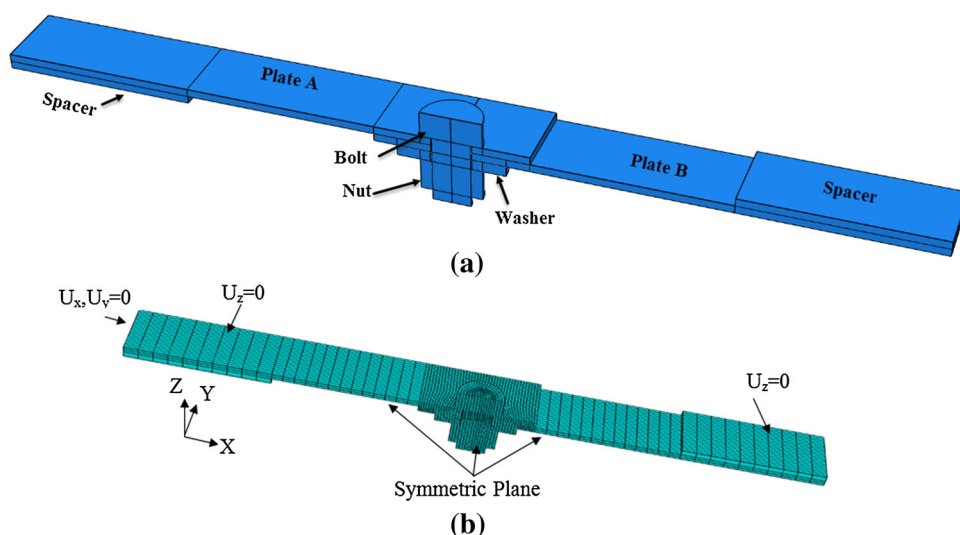 Plate A
Spacer
Bolt
Plate B
Spacer
Nut
Washer
(a)
Ux,Uy=0
Uz=0
Uz=0
Z
Y
X
Symmetric Plane
(b)